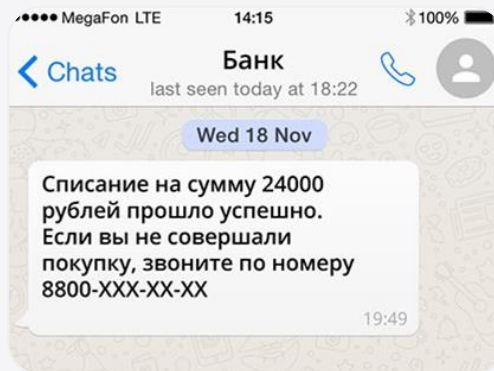 MegaFon LTE 14:15 100%
Chats
Банк
last seen today at 18:22
Wed 18 Nov
Списание на сумму 24000
рублей прошло успешно.
Если вы не совершали
покупку, звоните по номеру
8800-XXX-XX-XX
19:49